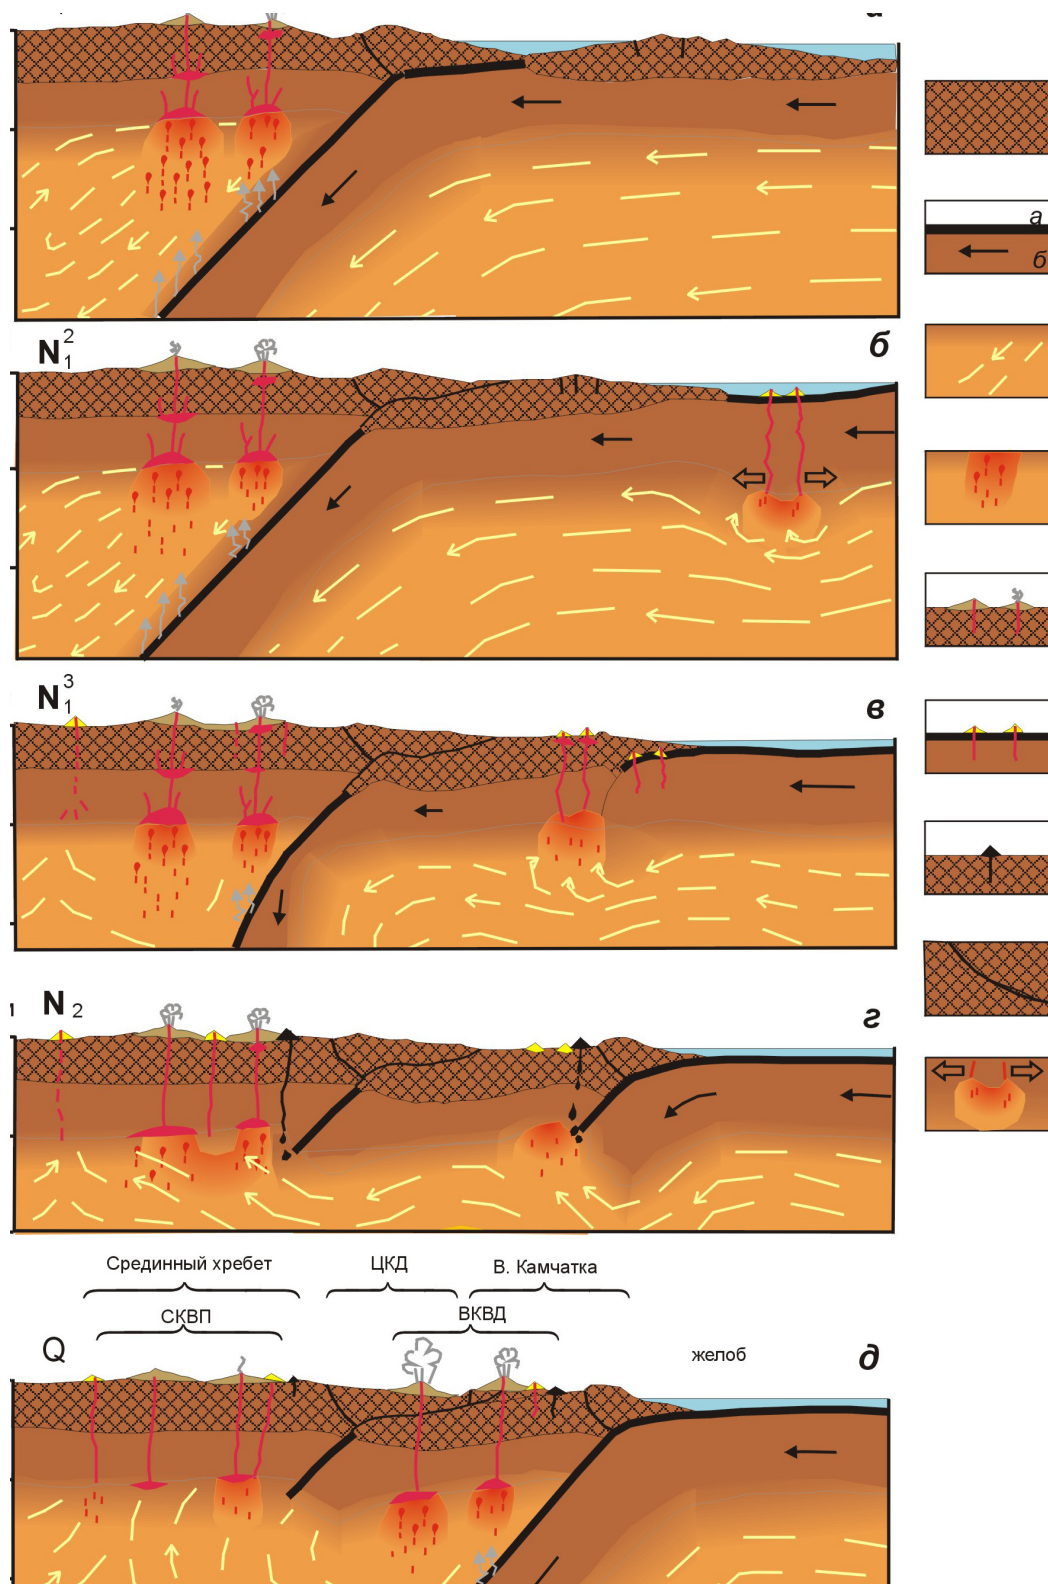 а
а
б
N₁² б
N₁³ в
N₂ г
Срединный хребет ЦКД В. Камчатка
СКВП ВКВД
Q желоб д